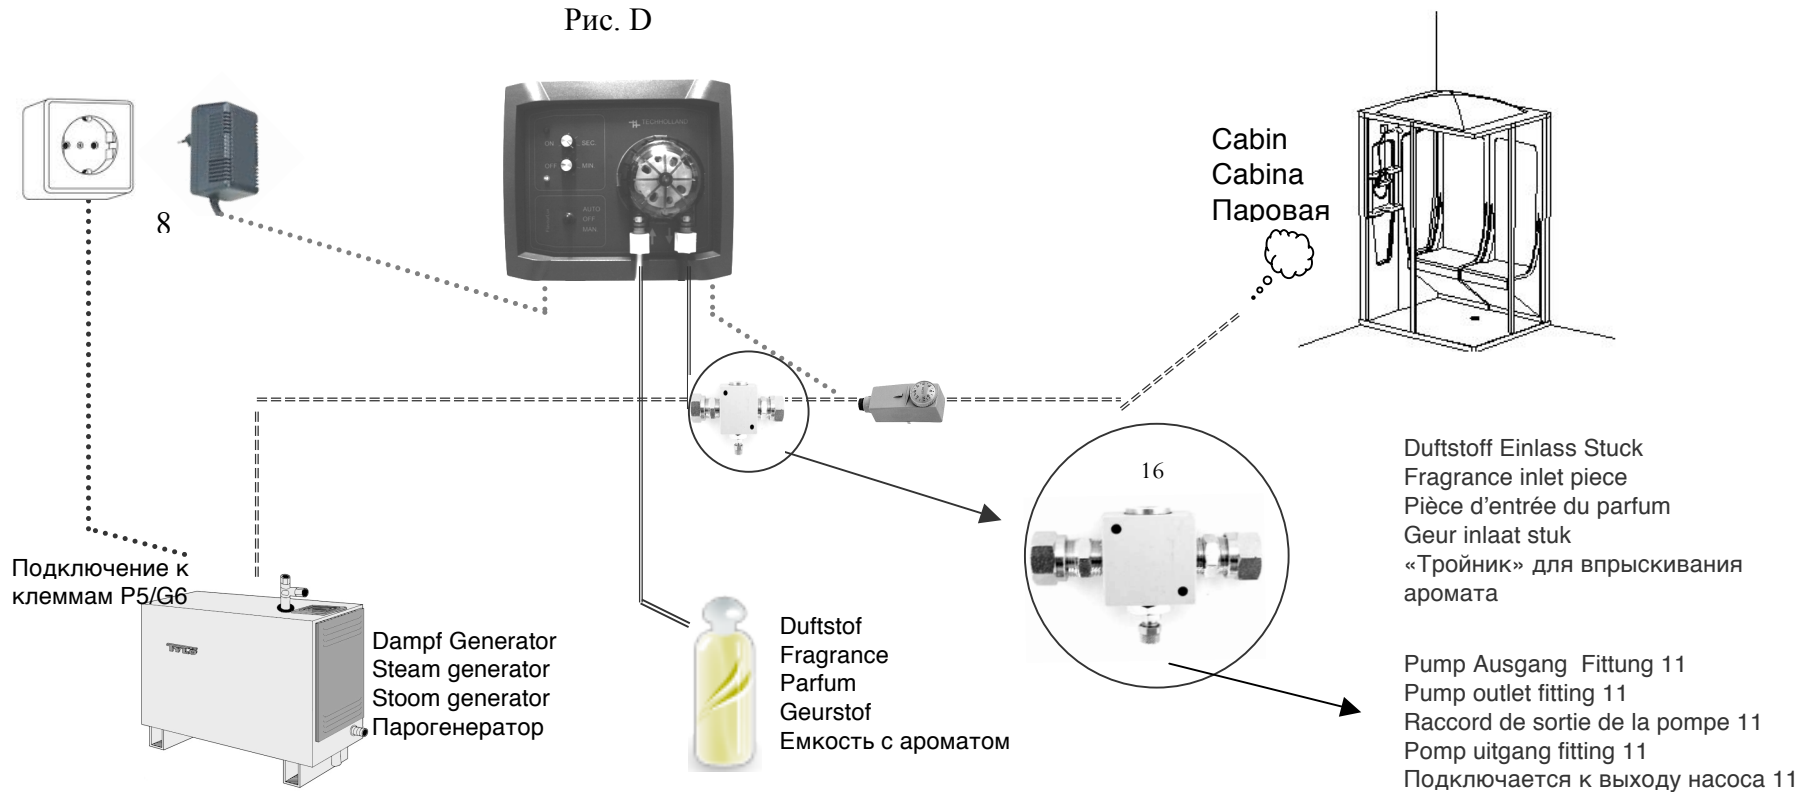 Рис. D
8
TECHHOLLAND
ON SEC
OFF MIN
AUTO
OFF
MAN
Cabin
Cabina
Паровая
16
Duftstoff Einlass Stuck
Fragrance inlet piece
Pièce d’entrée du parfum
Geur inlaat stuk
«Тройник» для впрыскивания
аромата
Подключение к
клеммам P5/G6
Dampf Generator
Steam generator
Stoom generator
Парогенератор
Duftstof
Fragrance
Parfum
Geurstof
Емкость с ароматом
Pump Ausgang Fittung 11
Pump outlet fitting 11
Raccord de sortie de la pompe 11
Pomp uitgang fitting 11
Подключается к выходу насоса 11